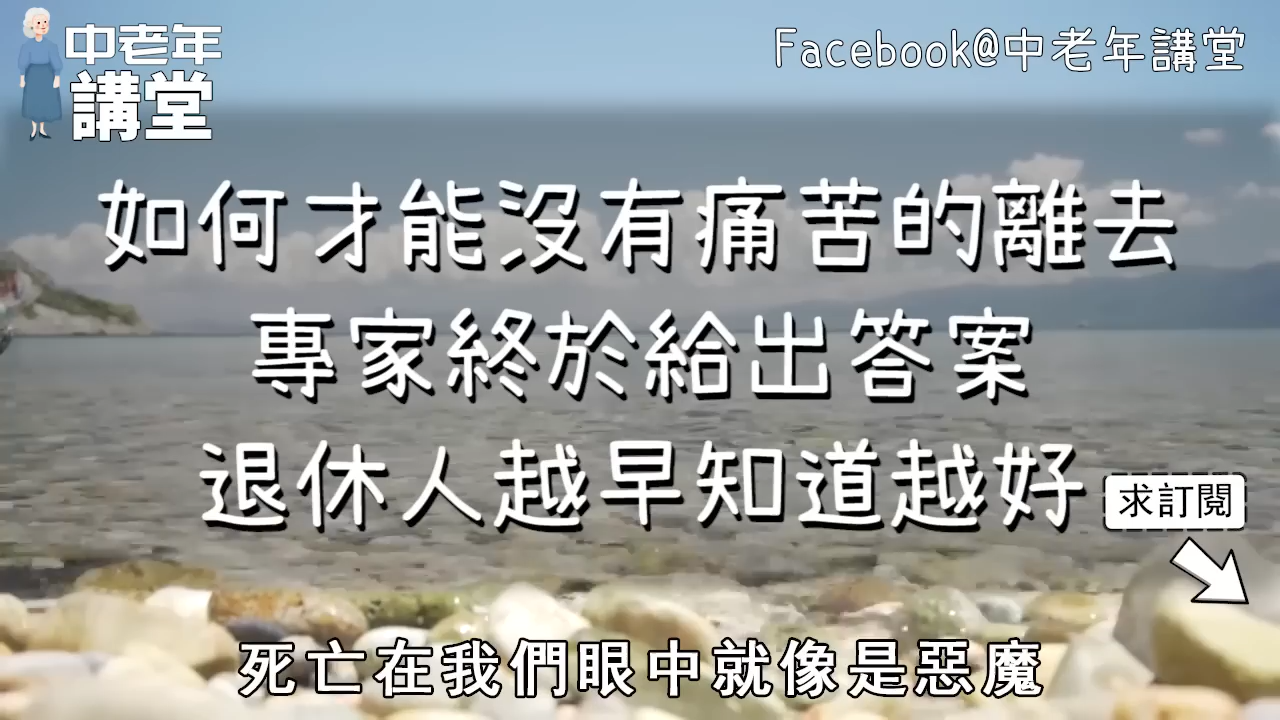 中老年
講堂
Facebook@中老年講堂
如何才能沒有痛苦的離去
專家終於給出答案
退休人越早知道越好
求訂閱
死亡在我們眼中就像是惡魔